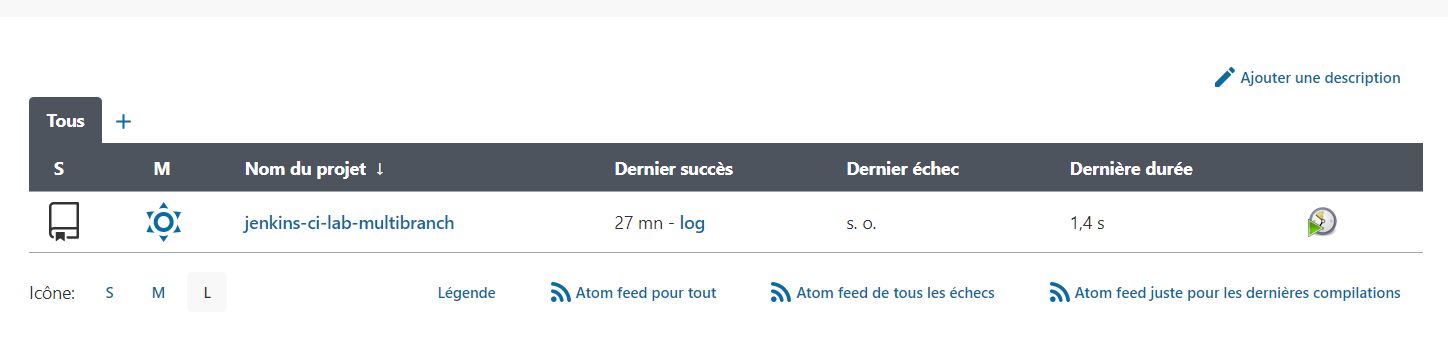 Ajouter une description
Tous +
S M Nom du projet ↓ Dernier succès Dernier échec Dernière durée
jenkins-ci-lab-multibranch 27 mn - log s. o. 1,4 s
Icône: S M L Légende Atom feed pour tout Atom feed de tous les échecs Atom feed juste pour les dernières compilations